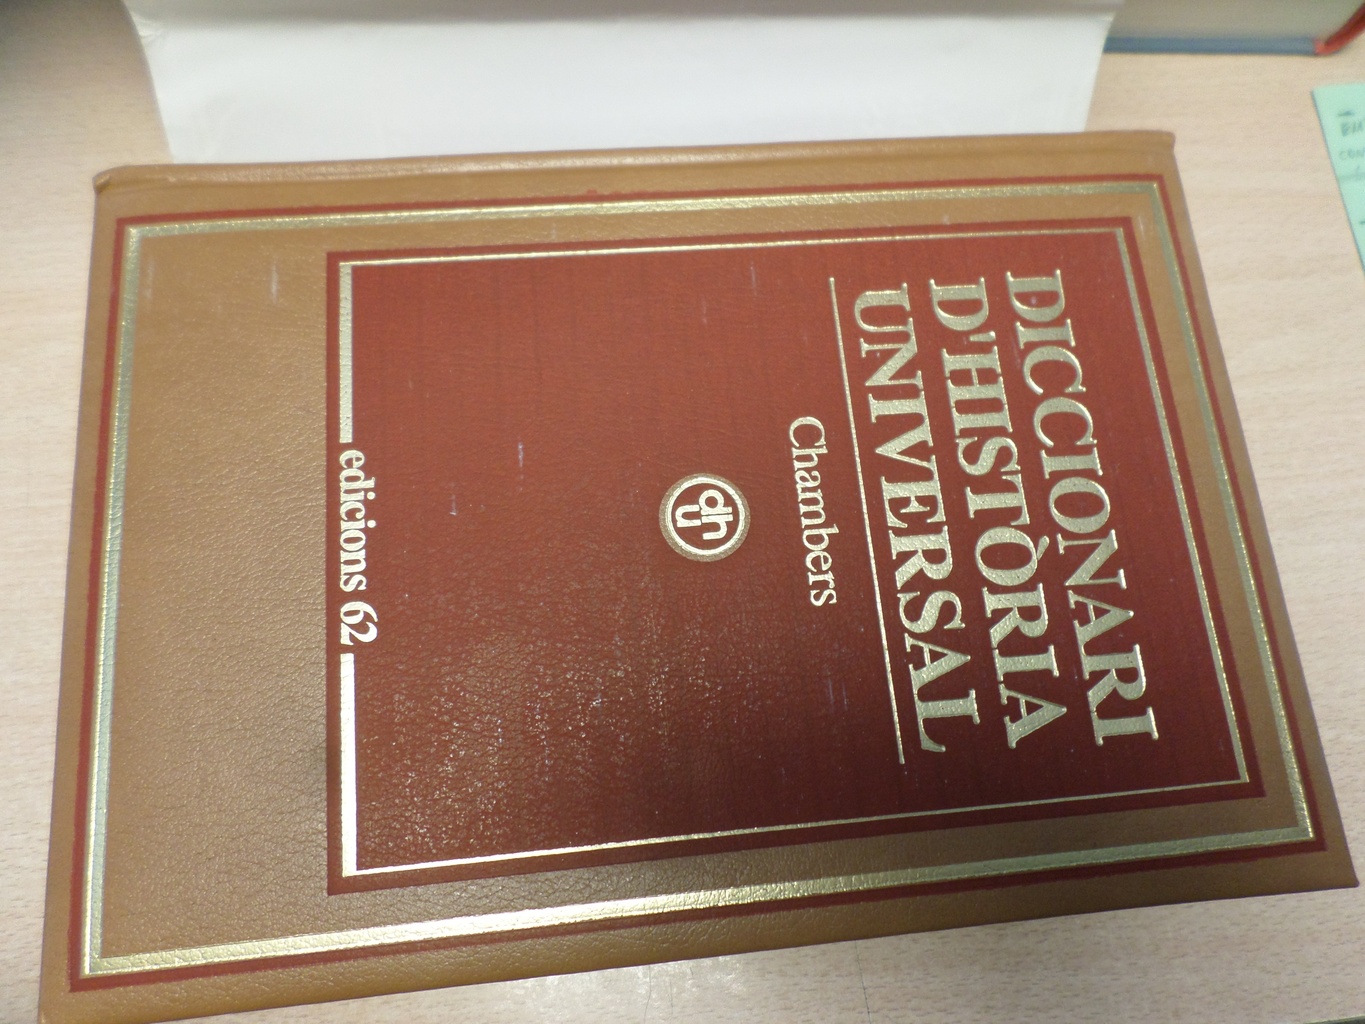 DICCIONARI
D'HISTÒRIA
UNIVERSAL
Chambers
dh
u
edicions 62